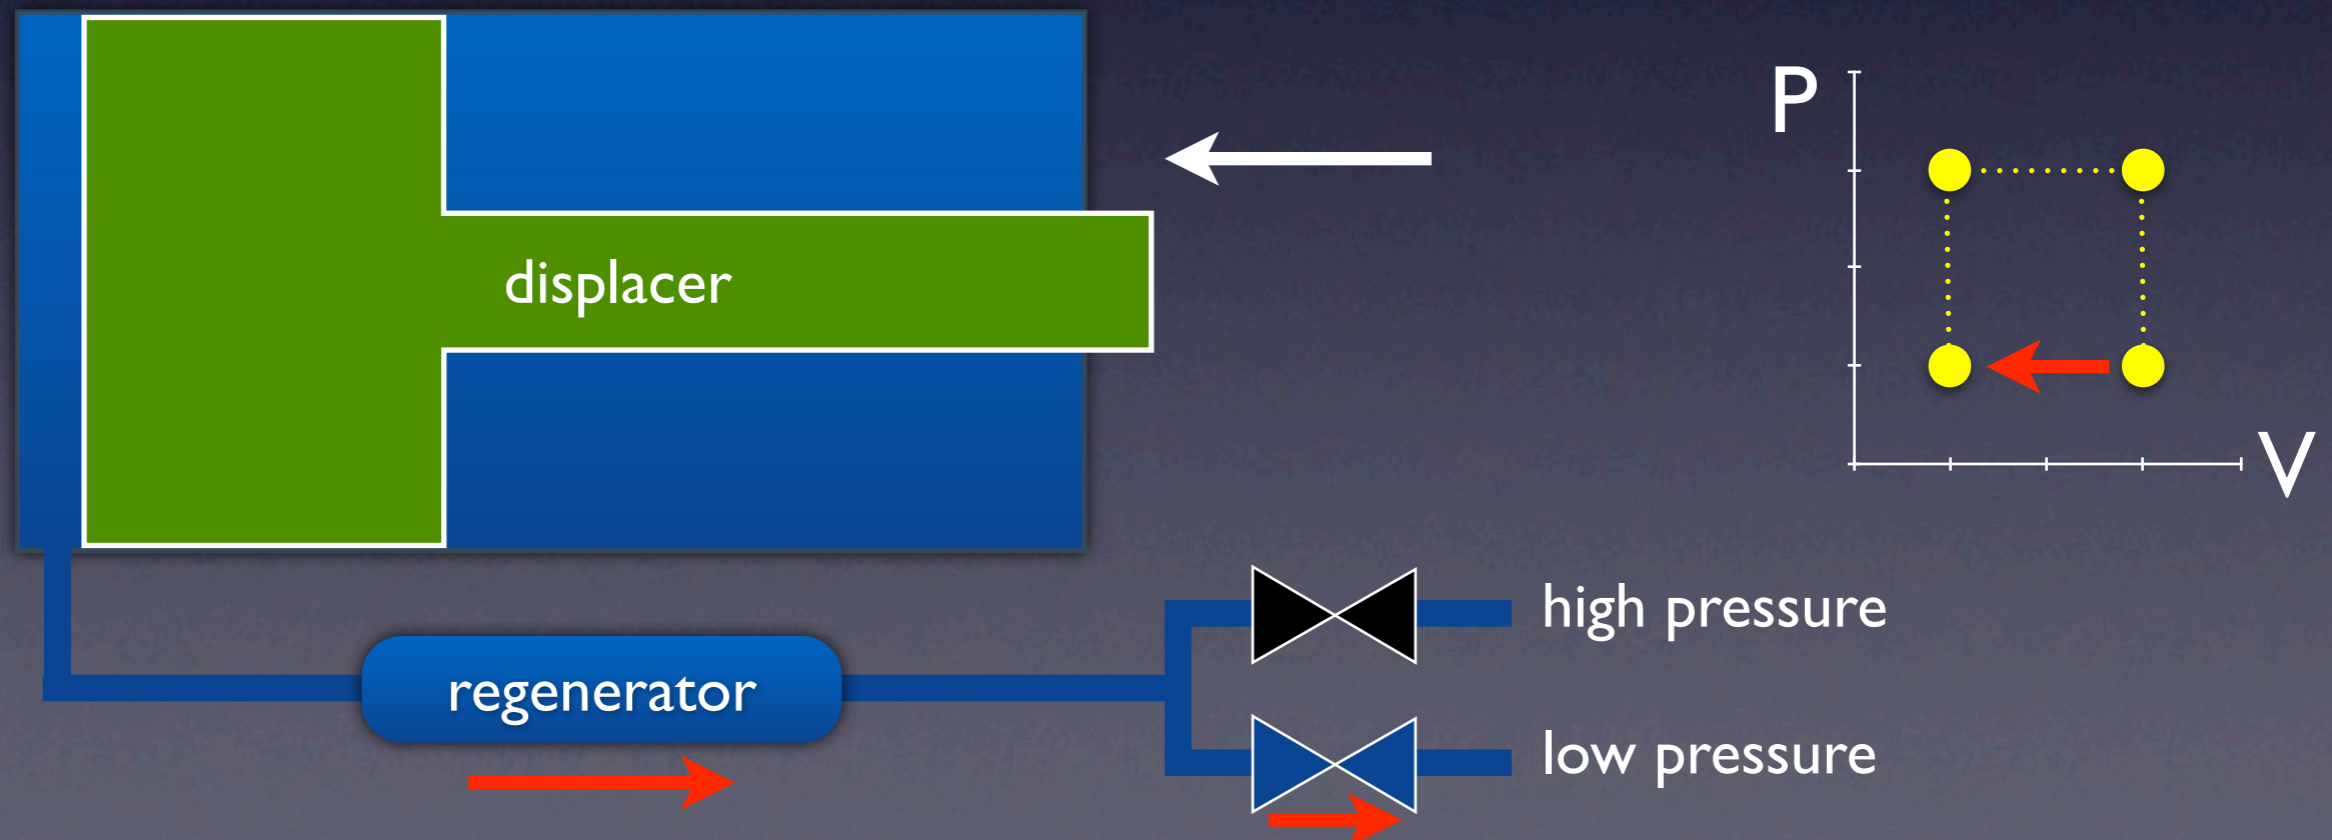 P
displacer
V
high pressure
regenerator
low pressure